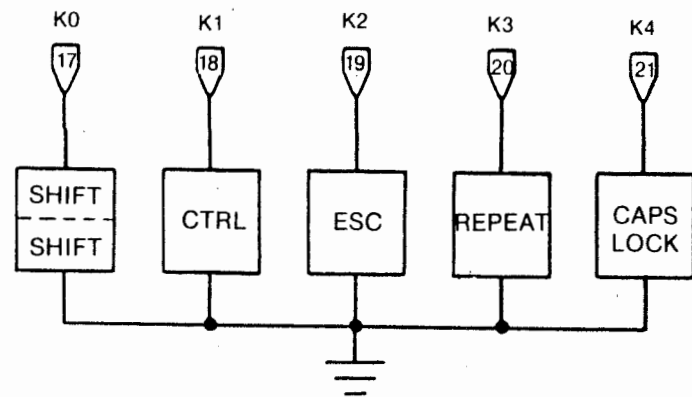 K0 K1 K2 K3 K4
17 18 19 20 21
SHIFT
SHIFT
CTRL
ESC
REPEAT
CAPS
LOCK